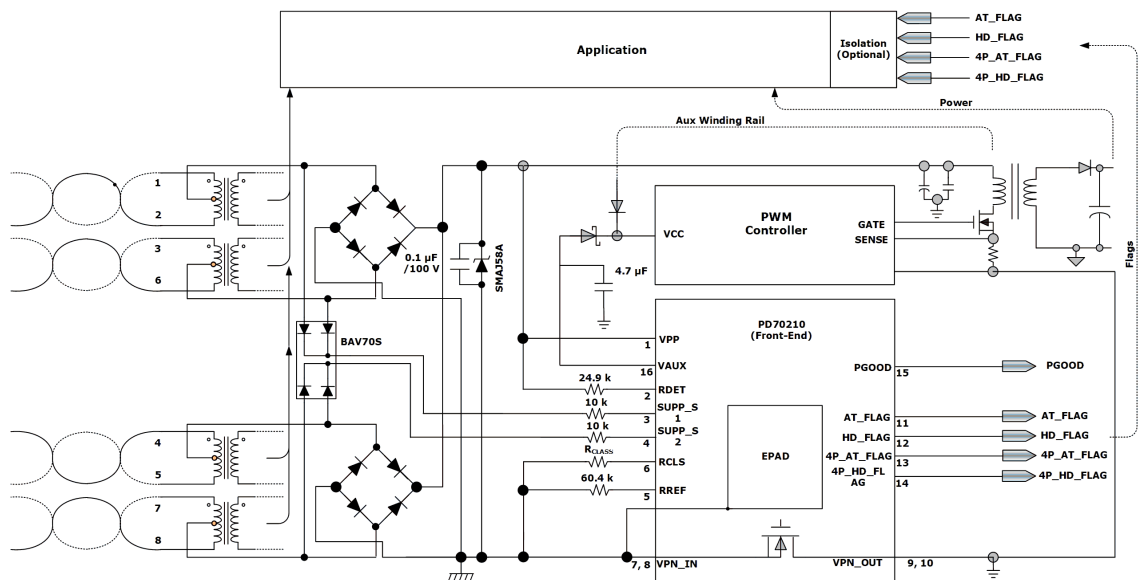 AT_FLAG
HD_FLAG
4P_AT_FLAG
4P_HD_FLAG
Application
Isolation
(Optional)
Power
Aux Winding Rail
Flags
1
2
3
6
4
5
7
8
0.1 µF
/100 V
SMAJ58A
BAV70S
4.7 µF
PWM
Controller
VCC
GATE
SENSE
PD70210
(Front-End)
VPP
1
VAUX
16
24.9 k
RDET
2
10 k
SUPP_S
1
3
10 k
SUPP_S
2
4
RCLASS
RCLS
6
60.4 k
RREF
5
EPAD
PGOOD
15
PGOOD
AT_FLAG
11
AT_FLAG
HD_FLAG
12
HD_FLAG
4P_AT_FLAG
13
4P_AT_FLAG
4P_HD_FL
AG
14
4P_HD_FLAG
7, 8
VPN_IN
VPN_OUT
9, 10